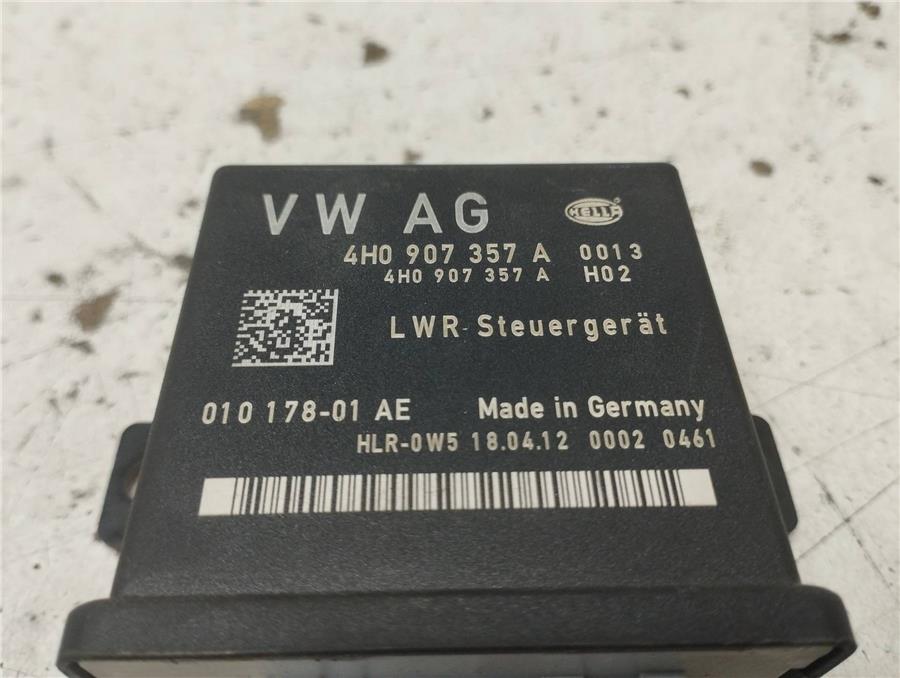 VW AG HELLA
4H0 907 357 A 0013
4H0 907 357 A H02
LWR-Steuergerät
010 178-01 AE Made in Germany
HLR-0W5 18.04.12 0002 0461